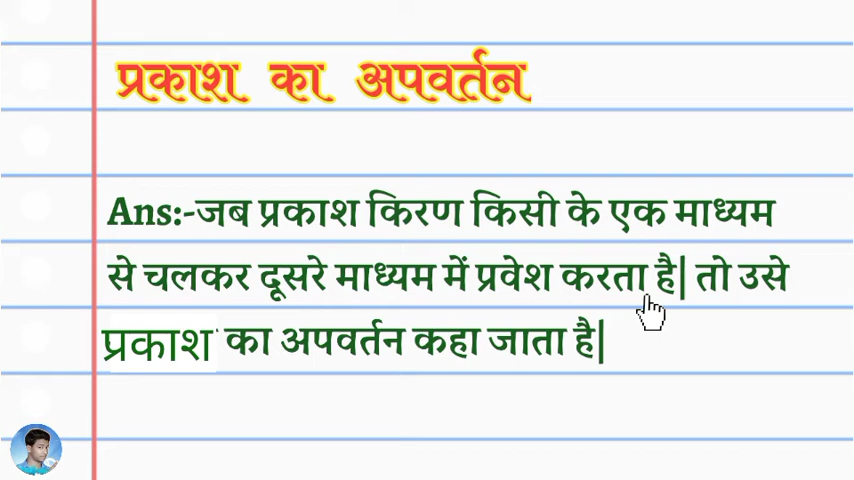 प्रकाश का अपवर्तन
Ans:-जब प्रकाश किरण किसी के एक माध्यम
से चलकर दूसरे माध्यम में प्रवेश करता है| तो उसे
प्रकाश का अपवर्तन कहा जाता है|